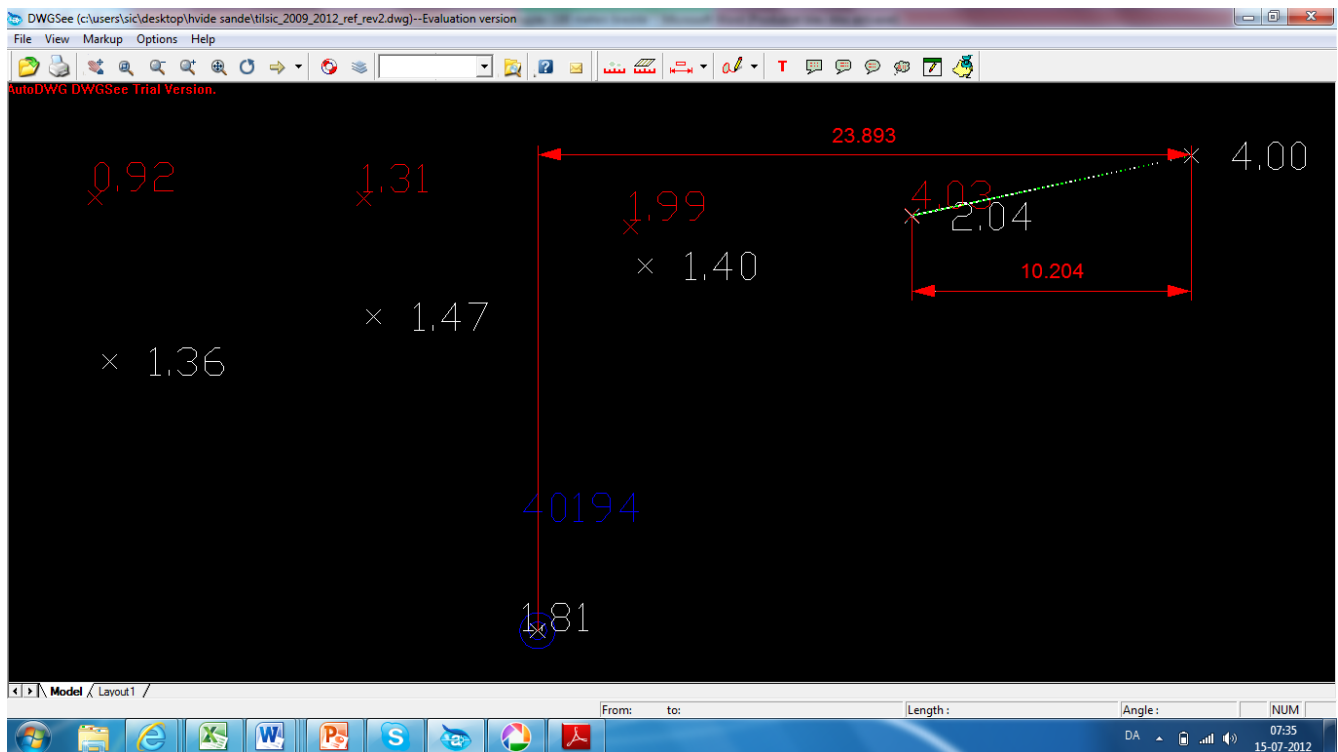 DWGSee (c:\users\sic\desktop\hvide sande\tilsic_2009_2012_ref_rev2.dwg)--Evaluation version
File View Markup Options Help
AutoDWG DWGSee Trial Version.
23.893
4.00
0.92
1.31
4.03
1.99
2.04
1.40
10.204
1.47
1.36
40194
1.81
Model Layout1
From: to: Length : Angle : NUM
DA 07:35
15-07-2012